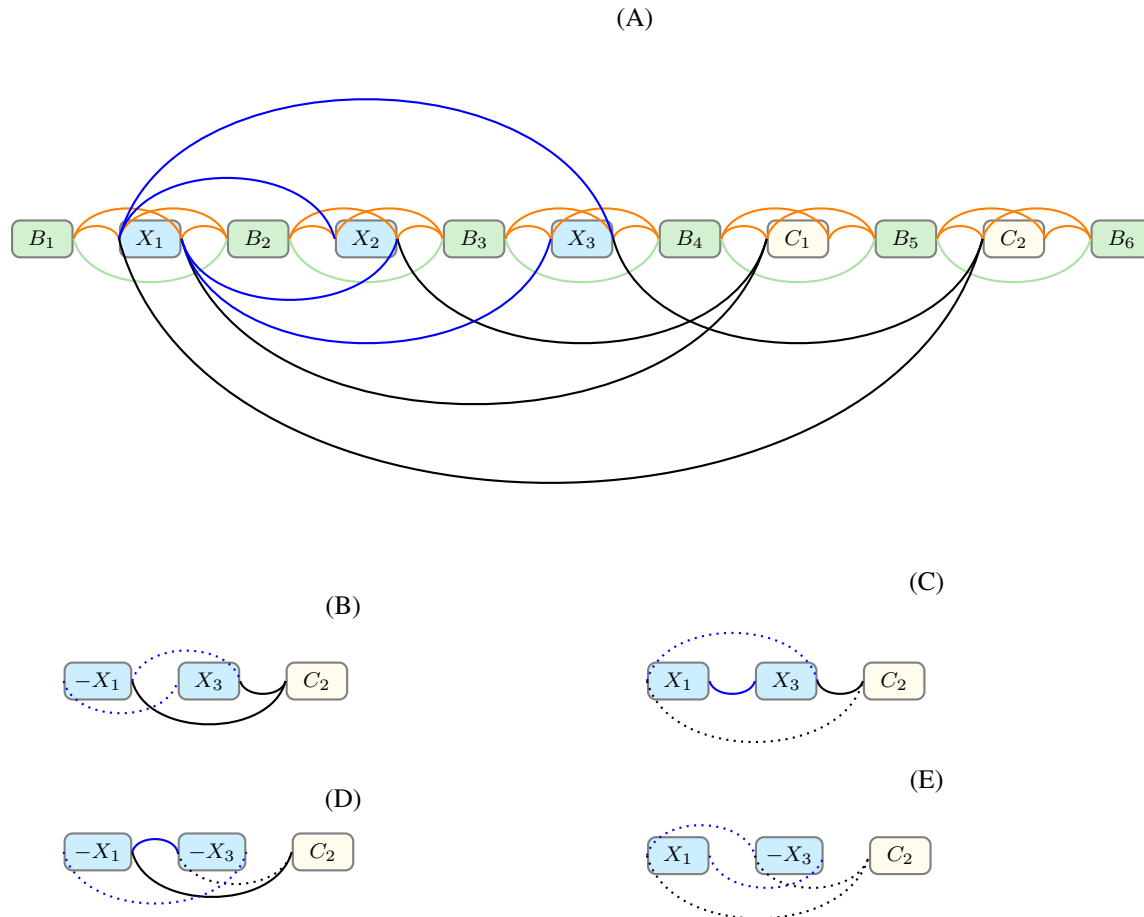 (A)
B₁ X₁ B₂ X₂ B₃ X₃ B₄ C₁ B₅ C₂ B₆
(B)
−X₁ X₃ C₂
(C)
X₁ X₃ C₂
(D)
−X₁ −X₃ C₂
(E)
X₁ −X₃ C₂